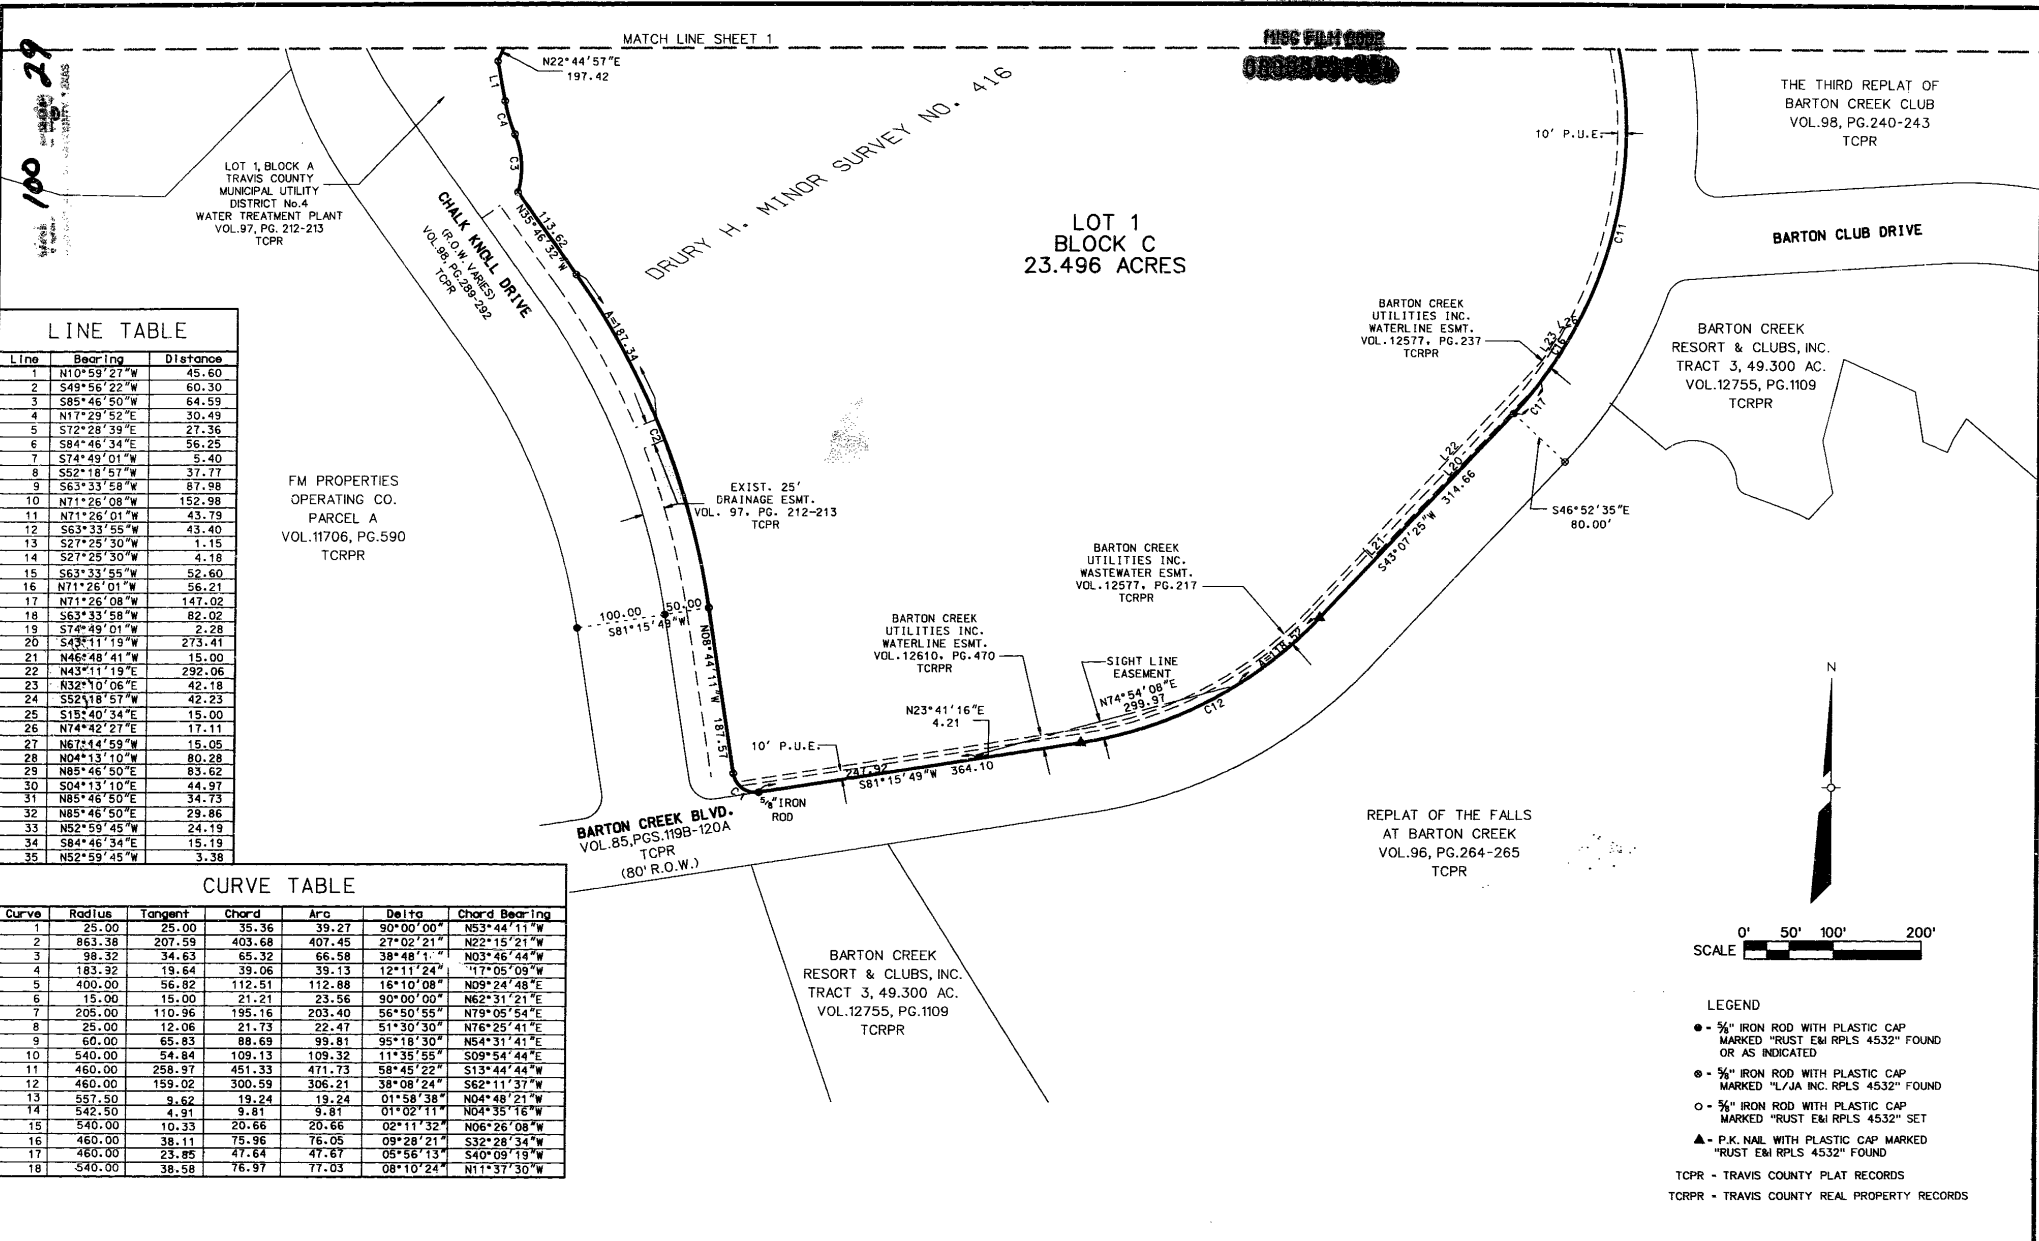 MATCH LINE SHEET 1
100
29
N22°44'57"E
197.42
L1
C4
C3
113.62
N35°46'32"W
A=187.34
C2
LOT 1, BLOCK A
TRAVIS COUNTY
MUNICIPAL UTILITY
DISTRICT No.4
WATER TREATMENT PLANT
VOL.97, PG. 212-213
TCPR
CHALK KNOLL DRIVE
(R.O.W. VARIES)
VOL.98, PG.289-292
TCPR
DRURY H. MINOR SURVEY NO. 416
MISC FILM CODE
LOT 1
BLOCK C
23.496 ACRES
10' P.U.E.
THE THIRD REPLAT OF
BARTON CREEK CLUB
VOL.98, PG.240-243
TCPR
C11
BARTON CLUB DRIVE
BARTON CREEK
UTILITIES INC.
WATERLINE ESMT.
VOL.12577, PG.237
TCRPR
L23
C16
C17
BARTON CREEK
RESORT & CLUBS, INC.
TRACT 3, 49.300 AC.
VOL.12755, PG.1109
TCRPR
L22
L20
L21
S43°07'25"W 314.66
S46°52'35"E
80.00'
FM PROPERTIES
OPERATING CO.
PARCEL A
VOL.11706, PG.590
TCRPR
EXIST. 25'
DRAINAGE ESMT.
VOL. 97, PG. 212-213
TCPR
100.00
50.00
S81°15'49"W
N08°44'11"W 187.57
BARTON CREEK
UTILITIES INC.
WASTEWATER ESMT.
VOL.12577, PG.217
TCRPR
BARTON CREEK
UTILITIES INC.
WATERLINE ESMT.
VOL.12610, PG.470
TCRPR
SIGHT LINE
EASEMENT
N74°54'08"E
299.97
A=118.52
C12
N23°41'16"E
4.21
10' P.U.E.
247.92
S81°15'49"W 364.10
5/8" IRON
ROD
BARTON CREEK BLVD.
VOL.85,PGS.119B-120A
TCPR
(80' R.O.W.)
REPLAT OF THE FALLS
AT BARTON CREEK
VOL.96, PG.264-265
TCPR
BARTON CREEK
RESORT & CLUBS, INC.
TRACT 3, 49.300 AC.
VOL.12755, PG.1109
TCRPR
LINE TABLE
Line Bearing Distance
1 N10°59'27"W 45.60
2 S49°56'22"W 60.30
3 S85°46'50"W 64.59
4 N17°29'52"E 30.49
5 S72°28'39"E 27.36
6 S84°46'34"E 56.25
7 S74°49'01"W 5.40
8 S52°18'57"W 37.77
9 S63°33'58"W 87.98
10 N71°26'08"W 152.98
11 N71°26'01"W 43.79
12 S63°33'55"W 43.40
13 S27°25'30"W 1.15
14 S27°25'30"W 4.18
15 S63°33'55"W 52.60
16 N71°26'01"W 56.21
17 N71°26'08"W 147.02
18 S63°33'58"W 82.02
19 S74°49'01"W 2.28
20 S43°11'19"W 273.41
21 N46°48'41"W 15.00
22 N43°11'19"E 292.06
23 N32°10'06"E 42.18
24 S52°18'57"W 42.23
25 S15°40'34"E 15.00
26 N74°42'27"E 17.11
27 N67°14'59"W 15.05
28 N04°13'10"W 80.28
29 N85°46'50"E 83.62
30 S04°13'10"E 44.97
31 N85°46'50"E 34.73
32 N85°46'50"E 29.86
33 N52°59'45"W 24.19
34 S84°46'34"E 15.19
35 N52°59'45"W 3.38
CURVE TABLE
Curve Radius Tangent Chord Arc Delta Chord Bearing
1 25.00 25.00 35.36 39.27 90°00'00" N53°44'11"W
2 863.38 207.59 403.68 407.45 27°02'21" N22°15'21"W
3 98.32 34.63 65.32 66.58 N03°46'44"W
4 183.92 19.64 39.06 39.13 12°11'24" 17°05'09"W
5 400.00 56.82 112.51 112.88 16°10'08" N09°24'48"E
6 15.00 15.00 21.21 23.56 90°00'00" N62°31'21"E
7 205.00 110.96 195.16 203.40 56°50'55" N79°05'54"E
8 25.00 12.06 21.73 22.47 51°30'30" N76°25'41"E
9 60.00 65.83 88.69 99.81 95°18'30" N54°31'41"E
10 540.00 54.84 109.13 109.32 11°35'55" S09°54'44"E
11 460.00 258.97 451.33 471.73 58°45'22" S13°44'44"W
12 460.00 159.02 300.59 306.21 38°08'24" S62°11'37"W
13 557.50 9.62 19.24 19.24 01°58'38" N04°48'21"W
14 542.50 4.91 9.81 9.81 01°02'11" N04°35'16"W
15 540.00 10.33 20.66 20.66 02°11'32" N06°26'08"W
16 460.00 38.11 75.96 76.05 09°28'21" S32°28'34"W
17 460.00 23.85 47.64 47.67 05°56'13" S40°09'19"W
18 540.00 38.58 76.97 77.03 08°10'24" N11°37'30"W
N
0' 50' 100' 200'
SCALE
LEGEND
● - 5/8" IRON ROD WITH PLASTIC CAP
MARKED "RUST E&I RPLS 4532" FOUND
OR AS INDICATED
⊗ - 5/8" IRON ROD WITH PLASTIC CAP
MARKED "L/JA INC. RPLS 4532" FOUND
○ - 5/8" IRON ROD WITH PLASTIC CAP
MARKED "RUST E&I RPLS 4532" SET
▲ - P.K. NAIL WITH PLASTIC CAP MARKED
"RUST E&I RPLS 4532" FOUND
TCPR - TRAVIS COUNTY PLAT RECORDS
TCRPR - TRAVIS COUNTY REAL PROPERTY RECORDS